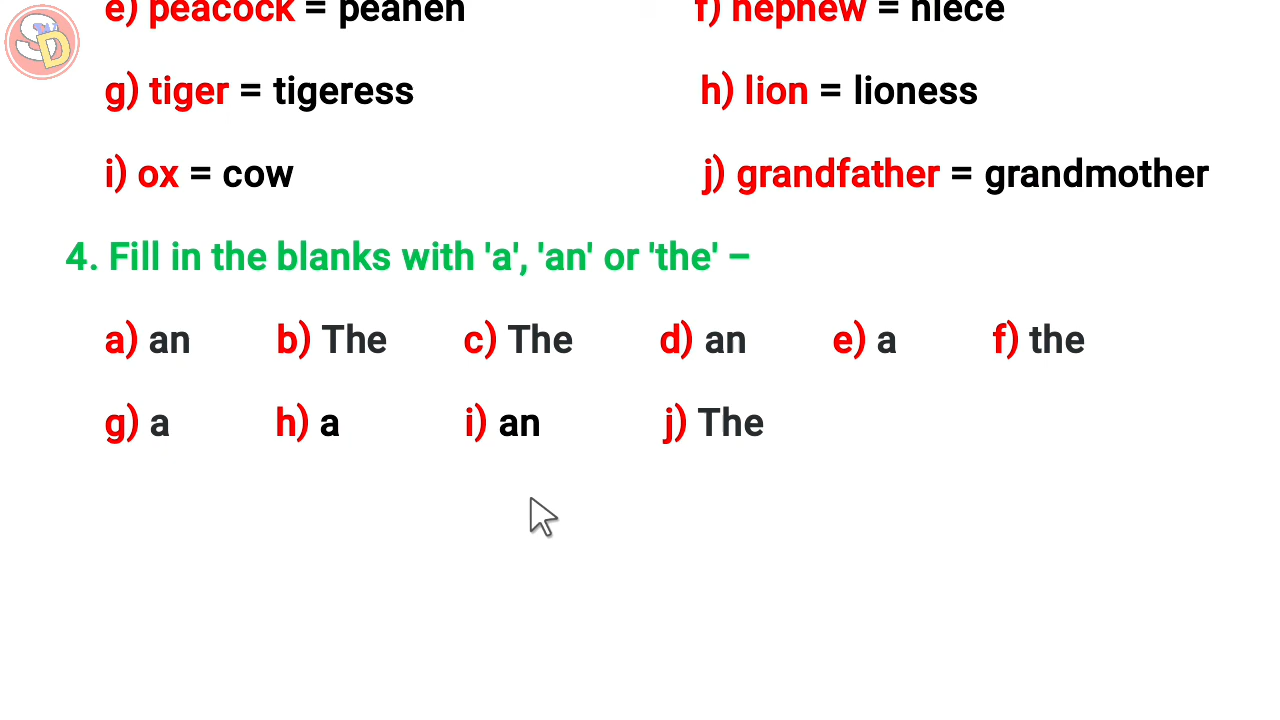 e) peacock = peahen f) nephew = niece
g) tiger = tigeress h) lion = lioness
i) ox = cow j) grandfather = grandmother
4. Fill in the blanks with 'a', 'an' or 'the' –
a) an b) The c) The d) an e) a f) the
g) a h) a i) an j) The
SD